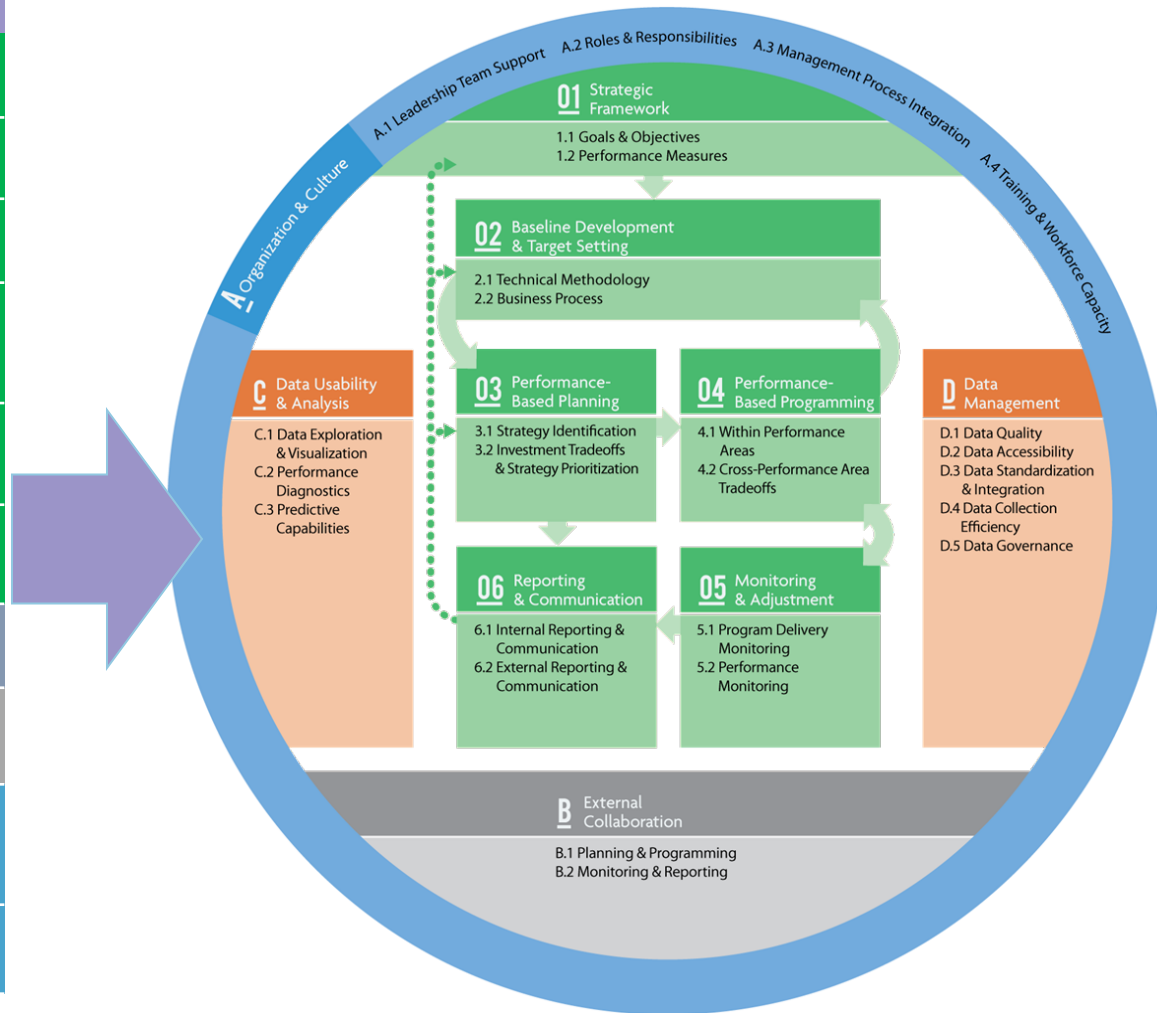 A Organization & Culture
A.1 Leadership Team Support
A.2 Roles & Responsibilities
A.3 Management Process Integration
A.4 Training & Workforce Capacity
01 Strategic
Framework
1.1 Goals & Objectives
1.2 Performance Measures
02 Baseline Development
& Target Setting
2.1 Technical Methodology
2.2 Business Process
C Data Usability
& Analysis
C.1 Data Exploration
& Visualization
C.2 Performance
Diagnostics
C.3 Predictive
Capabilities
03 Performance-
Based Planning
3.1 Strategy Identification
3.2 Investment Tradeoffs
& Strategy Prioritization
04 Performance-
Based Programming
4.1 Within Performance
Areas
4.2 Cross-Performance Area
Tradeoffs
D Data
Management
D.1 Data Quality
D.2 Data Accessibility
D.3 Data Standardization
& Integration
D.4 Data Collection
Efficiency
D.5 Data Governance
06 Reporting
& Communication
6.1 Internal Reporting &
Communication
6.2 External Reporting &
Communication
05 Monitoring
& Adjustment
5.1 Program Delivery
Monitoring
5.2 Performance
Monitoring
B External
Collaboration
B.1 Planning & Programming
B.2 Monitoring & Reporting